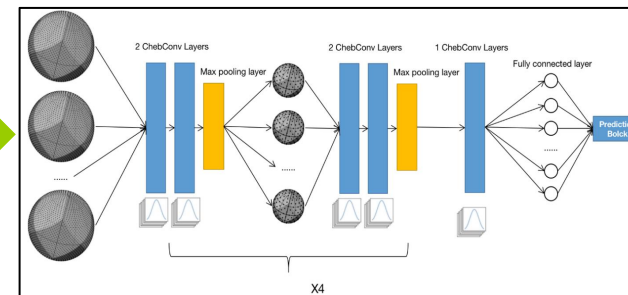 2 ChebConv Layers
Max pooling layer
2 ChebConv Layers
Max pooling layer
1 ChebConv Layers
Fully connected layer
......
......
......
Bolck
X4